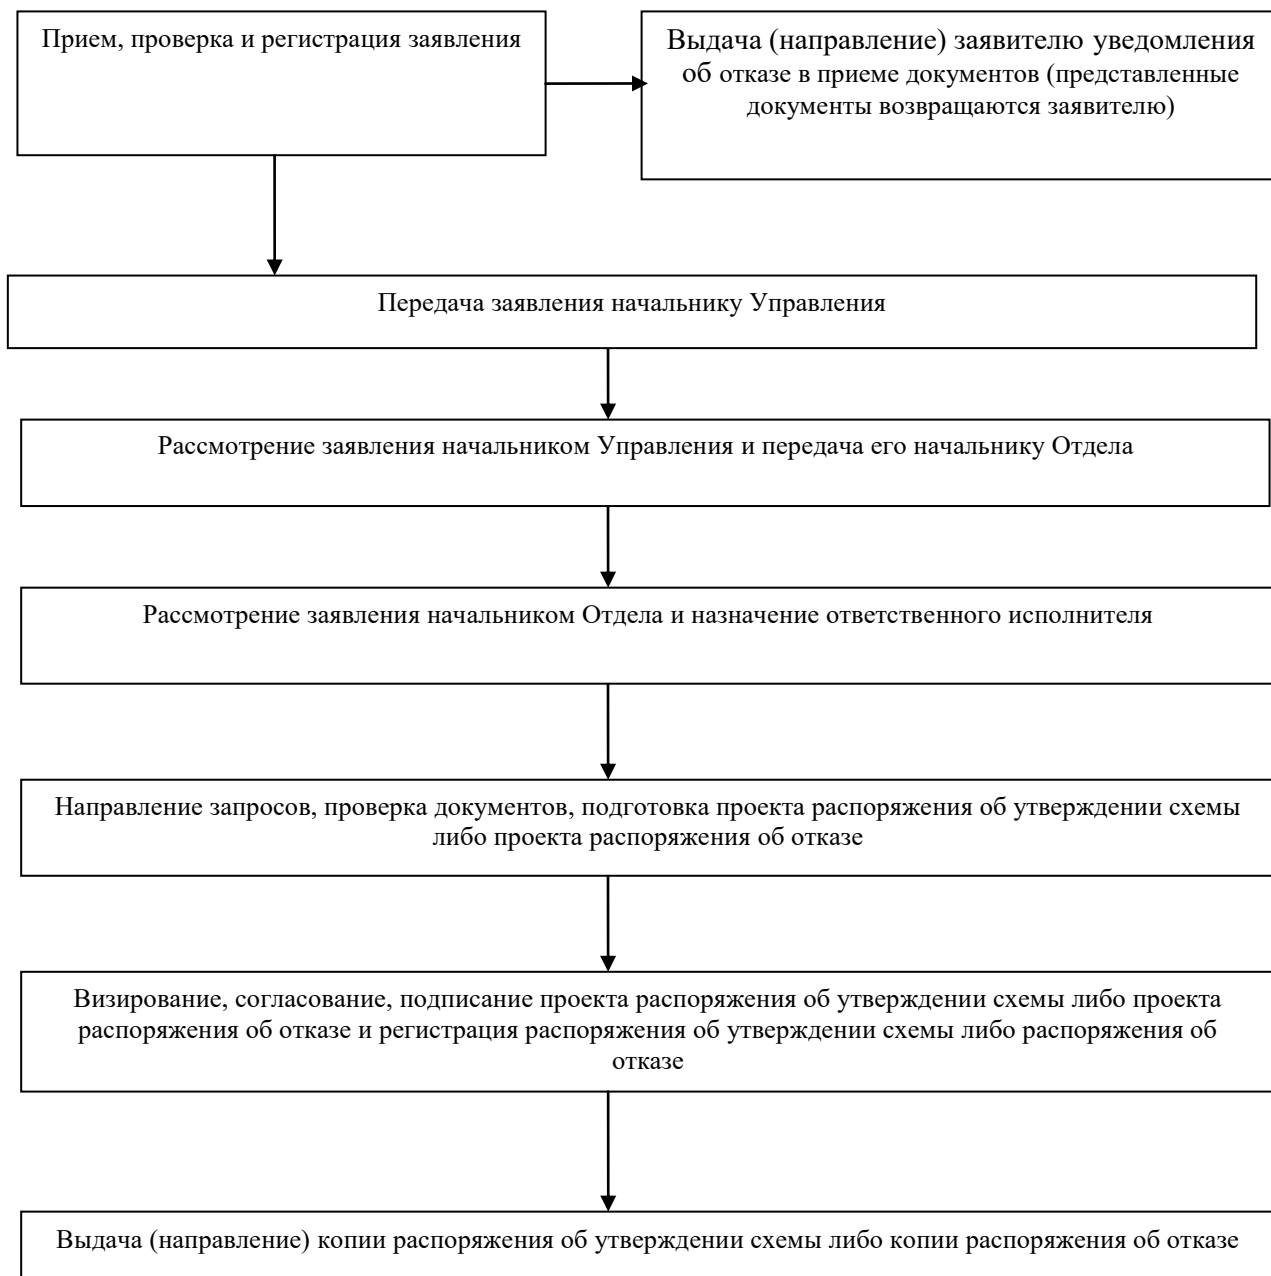 Прием, проверка и регистрация заявления
Выдача (направление) заявителю уведомления
об отказе в приеме документов (представленные
документы возвращаются заявителю)
Передача заявления начальнику Управления
Рассмотрение заявления начальником Управления и передача его начальнику Отдела
Рассмотрение заявления начальником Отдела и назначение ответственного исполнителя
Направление запросов, проверка документов, подготовка проекта распоряжения об утверждении схемы
либо проекта распоряжения об отказе
Визирование, согласование, подписание проекта распоряжения об утверждении схемы либо проекта
распоряжения об отказе и регистрация распоряжения об утверждении схемы либо распоряжения об
отказе
Выдача (направление) копии распоряжения об утверждении схемы либо копии распоряжения об отказе